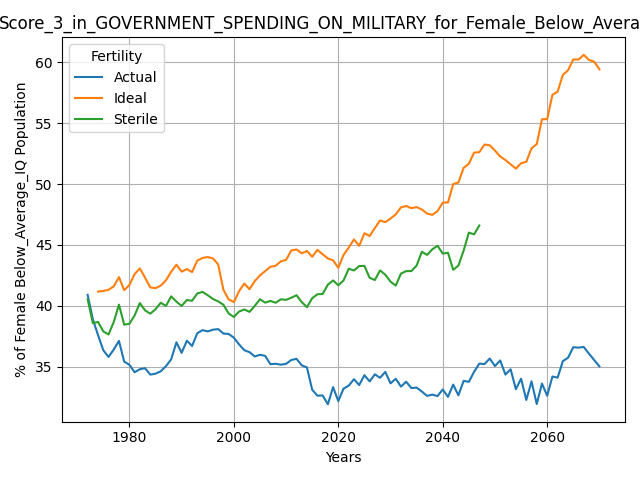 Score_3_in_GOVERNMENT_SPENDING_ON_MILITARY_for_Female_Below_Avera
Fertility
Actual
Ideal
Sterile
% of Female Below_Average_IQ Population
60
55
50
45
40
35
1980 2000 2020 2040 2060
Years